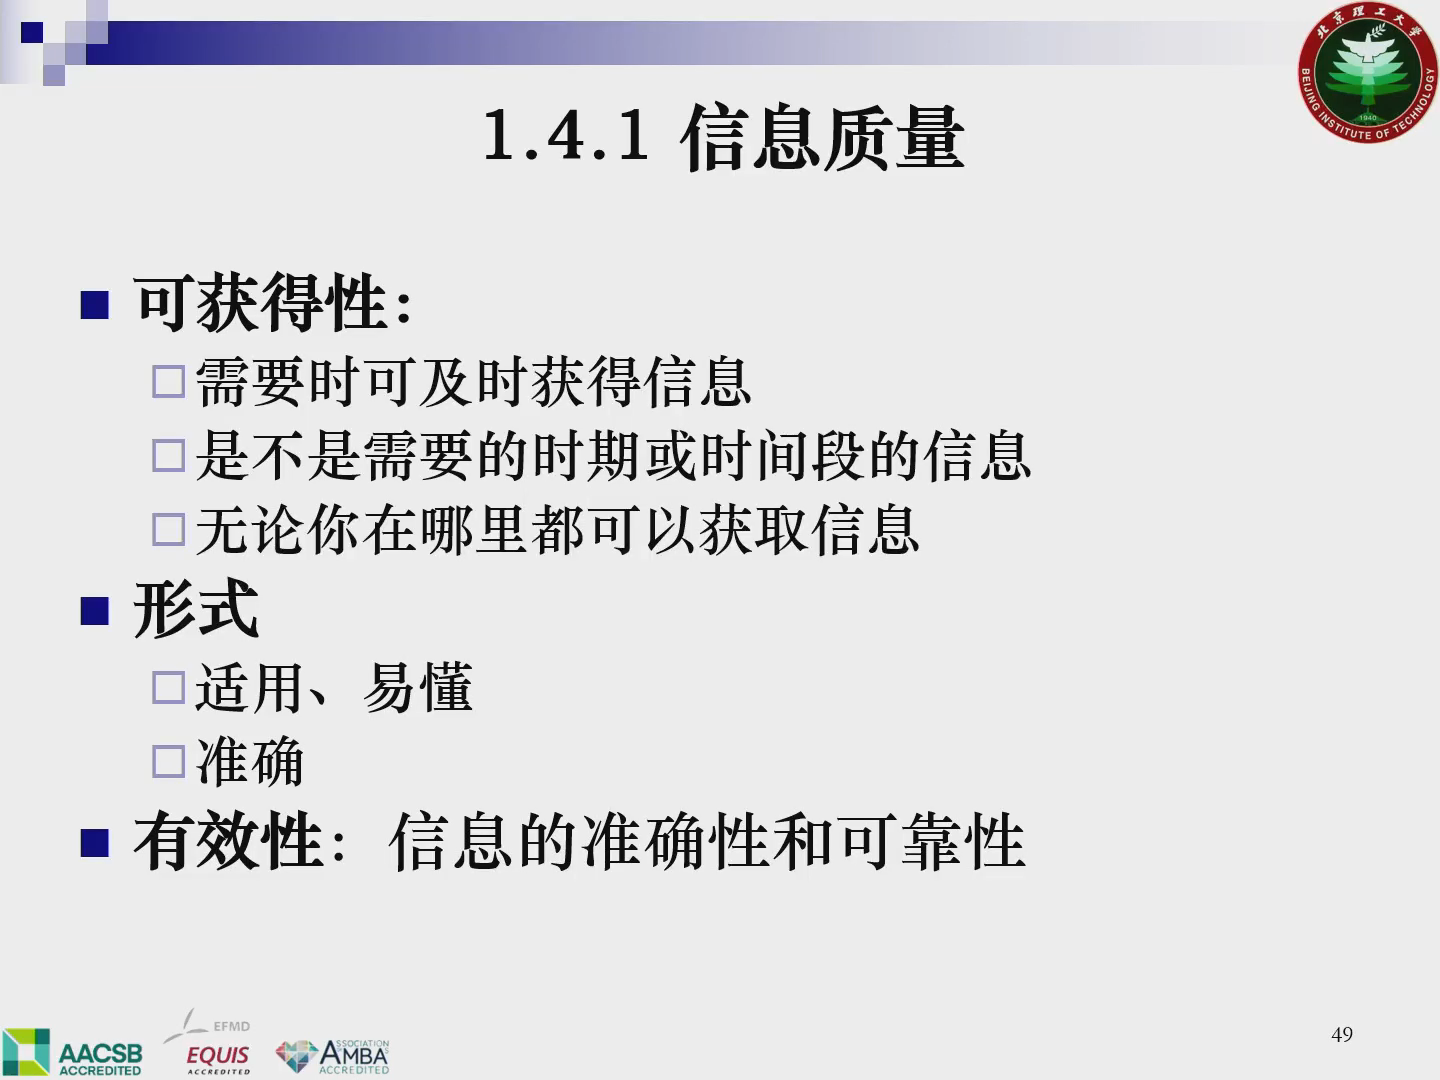 北京理工大学
BEIJING INSTITUTE OF TECHNOLOGY
1940
1.4.1 信息质量
可获得性：
需要时可及时获得信息
是不是需要的时期或时间段的信息
无论你在哪里都可以获取信息
形式
适用、易懂
准确
有效性：信息的准确性和可靠性
AACSB
ACCREDITED
EFMD
EQUIS
ACCREDITED
ASSOCIATION
AMBA
ACCREDITED
49